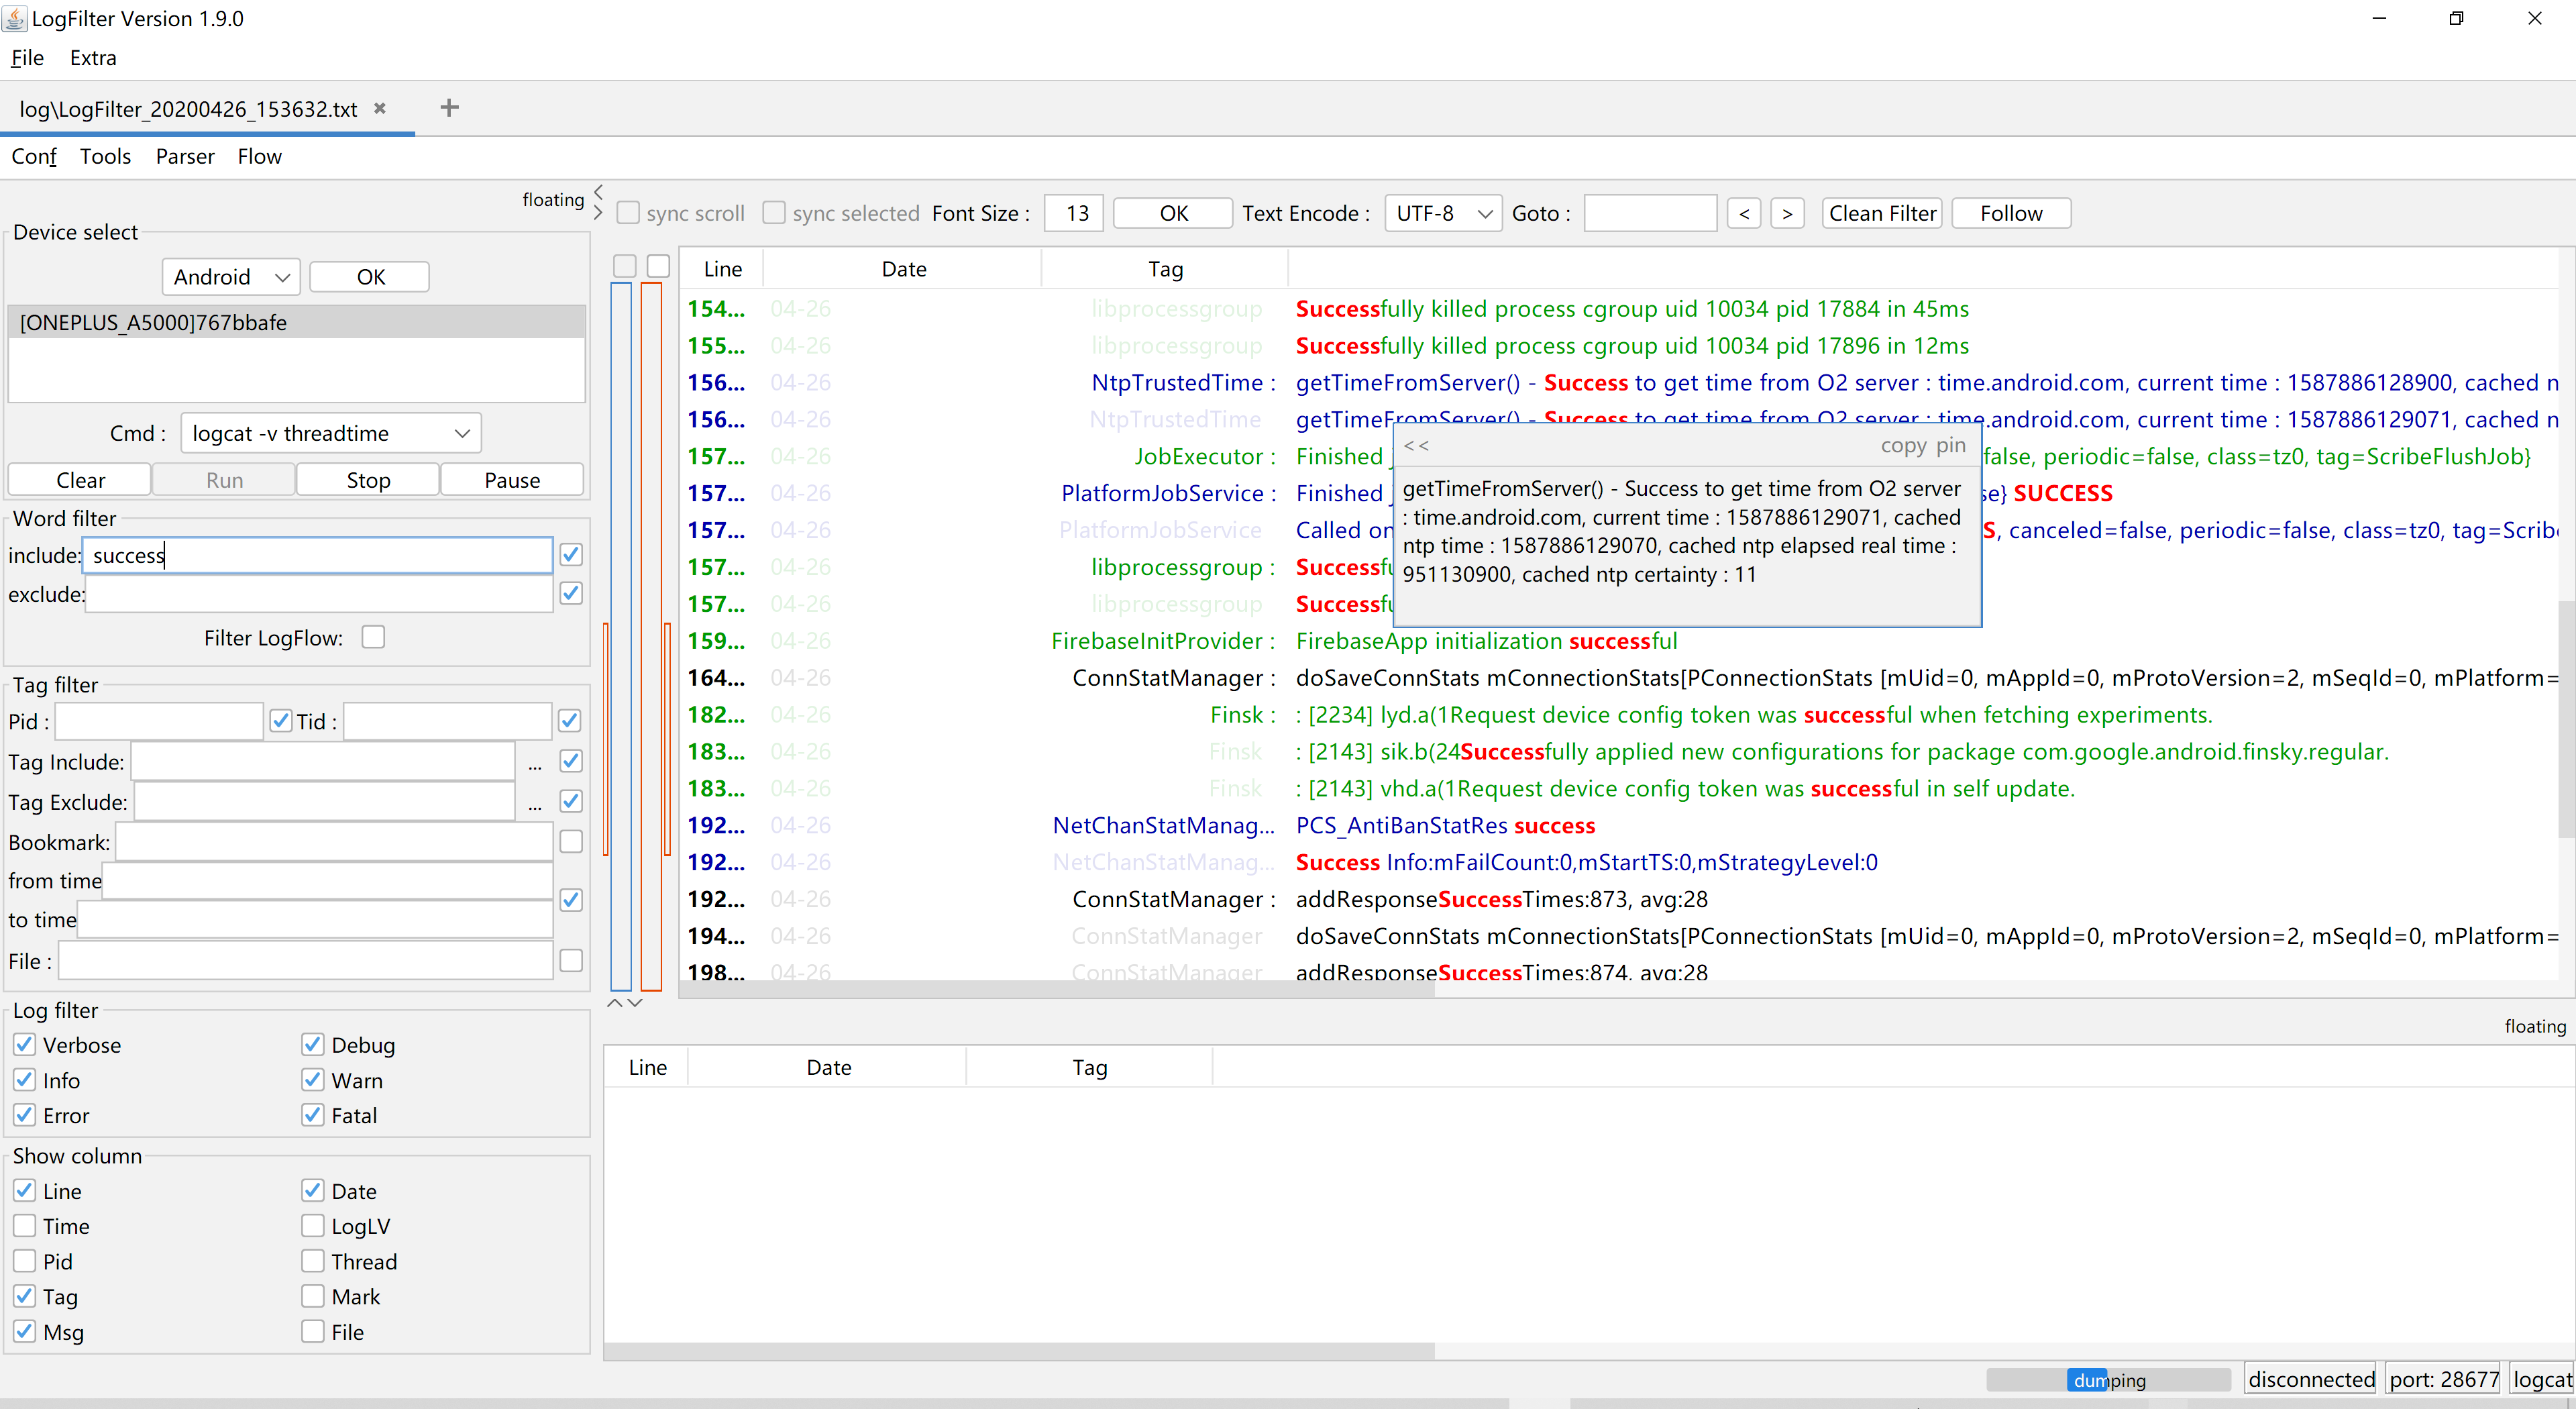 LogFilter Version 1.9.0
File Extra
log\LogFilter_20200426_153632.txt
Conf Tools Parser Flow
floating
Device select
Android OK
[ONEPLUS_A5000]767bbafe
Cmd : logcat -v threadtime
Clear Run Stop Pause
Word filter
include: success
exclude:
Filter LogFlow:
Tag filter
Pid : Tid :
Tag Include: ...
Tag Exclude: ...
Bookmark:
from time
to time
File :
Log filter
Verbose Debug
Info Warn
Error Fatal
Show column
Line Date
Time LogLV
Pid Thread
Tag Mark
Msg File
sync scroll sync selected Font Size : 13 OK Text Encode : UTF-8 Goto : < > Clean Filter Follow
Line Date Tag
154... 04-26 libprocessgroup Successfully killed process cgroup uid 10034 pid 17884 in 45ms
155... 04-26 libprocessgroup Successfully killed process cgroup uid 10034 pid 17896 in 12ms
156... 04-26 NtpTrustedTime : getTimeFromServer() - Success to get time from O2 server : time.android.com, current time : 1587886128900, cached n
156... 04-26 NtpTrustedTime getTimeFromServer() - Success to get time from O2 server : time.android.com, current time : 1587886129071, cached n
157... 04-26 JobExecutor : Finished false, periodic=false, class=tz0, tag=ScribeFlushJob}
157... 04-26 PlatformJobService : Finished se} SUCCESS
157... 04-26 PlatformJobService Called on S, canceled=false, periodic=false, class=tz0, tag=Scrib
157... 04-26 libprocessgroup : Successfu
157... 04-26 libprocessgroup Successfu
<< copy pin
getTimeFromServer() - Success to get time from O2 server
: time.android.com, current time : 1587886129071, cached
ntp time : 1587886129070, cached ntp elapsed real time :
951130900, cached ntp certainty : 11
159... 04-26 FirebaseInitProvider : FirebaseApp initialization successful
164... 04-26 ConnStatManager : doSaveConnStats mConnectionStats[PConnectionStats [mUid=0, mAppId=0, mProtoVersion=2, mSeqId=0, mPlatform=
182... 04-26 Finsk : : [2234] lyd.a(1Request device config token was successful when fetching experiments.
183... 04-26 Finsk : [2143] sik.b(24Successfully applied new configurations for package com.google.android.finsky.regular.
183... 04-26 Finsk : [2143] vhd.a(1Request device config token was successful in self update.
192... 04-26 NetChanStatManag... PCS_AntiBanStatRes success
192... 04-26 NetChanStatManag... Success Info:mFailCount:0,mStartTS:0,mStrategyLevel:0
192... 04-26 ConnStatManager : addResponseSuccessTimes:873, avg:28
194... 04-26 ConnStatManager doSaveConnStats mConnectionStats[PConnectionStats [mUid=0, mAppId=0, mProtoVersion=2, mSeqId=0, mPlatform=
198... 04-26 ConnStatManager addResponseSuccessTimes:874, avg:28
floating
Line Date Tag
dumping disconnected port: 28677 logcat